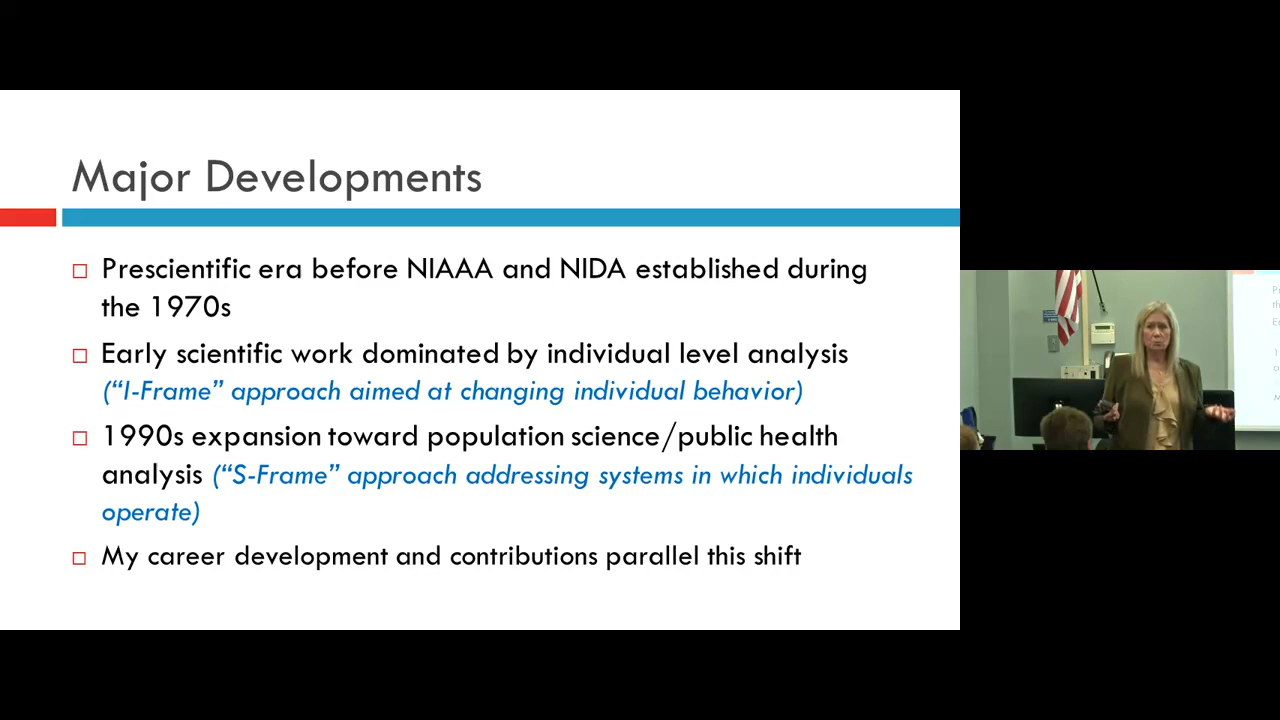 Major Developments
Prescientific era before NIAAA and NIDA established during
the 1970s
Early scientific work dominated by individual level analysis
(“I-Frame” approach aimed at changing individual behavior)
1990s expansion toward population science/public health
analysis (“S-Frame” approach addressing systems in which individuals
operate)
My career development and contributions parallel this shift